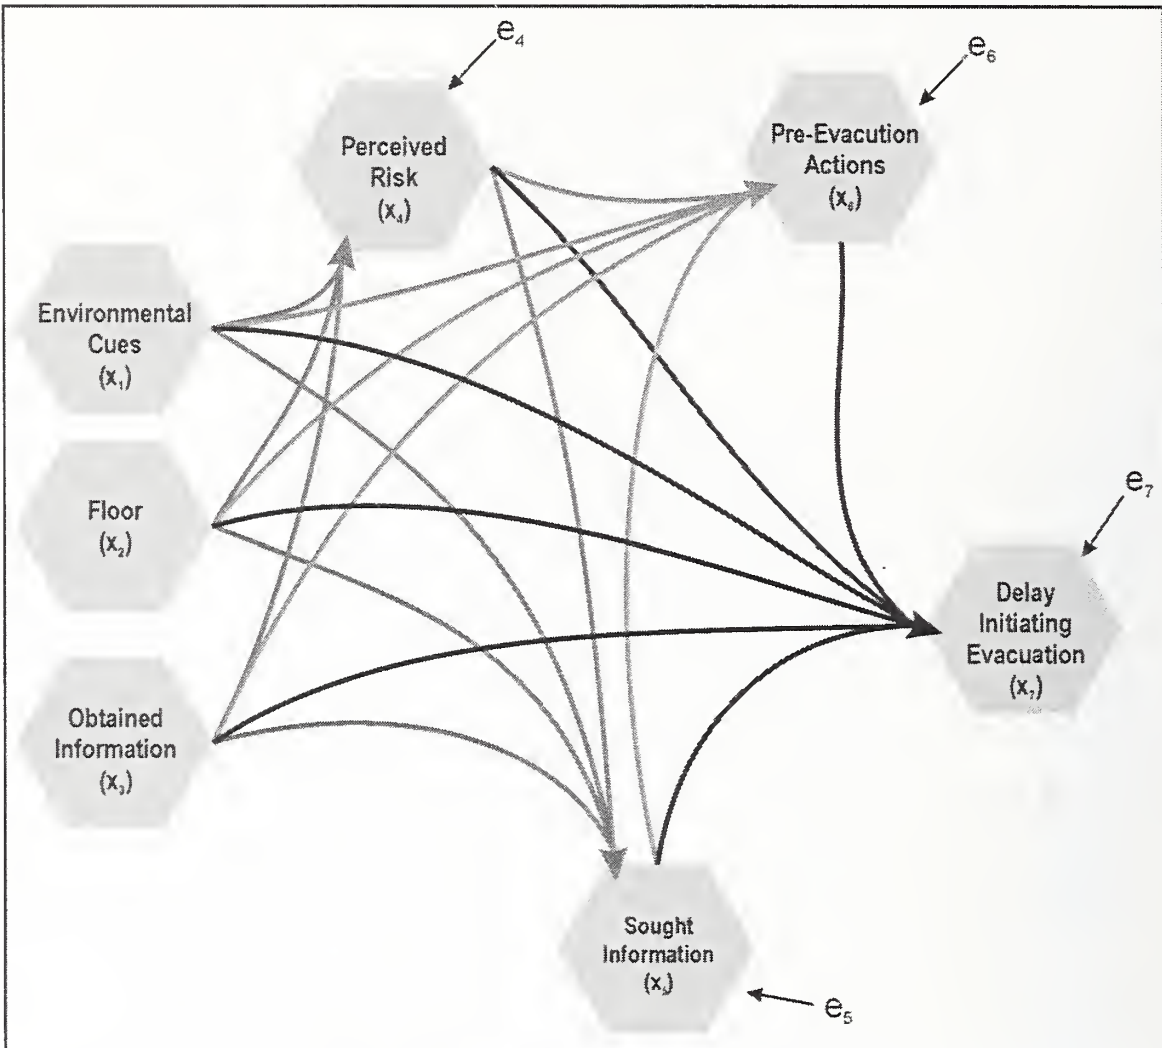 e₄
e₆
Perceived
Risk
(x₄)
Pre-Evacution
Actions
(x₆)
Environmental
Cues
(x₁)
Floor
(x₂)
e₇
Delay
Initiating
Evacuation
(x₇)
Obtained
Information
(x₃)
Sought
Information
(x₅)
e₅